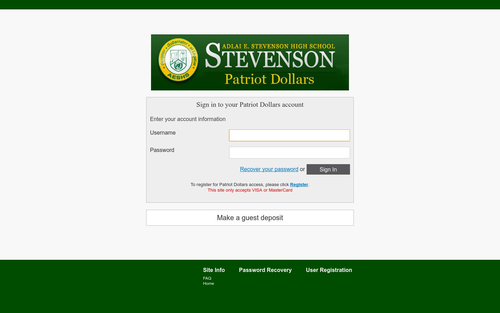 ADLAI E. STEVENSON HIGH SCHOOL
STEVENSON
AESHS
Patriot Dollars
Sign in to your Patriot Dollars account
Enter your account information
Username
Password
Recover your password or Sign In
To register for Patriot Dollars access, please click Register.
This site only accepts VISA or MasterCard
Make a guest deposit
Site Info Password Recovery User Registration
FAQ
Home